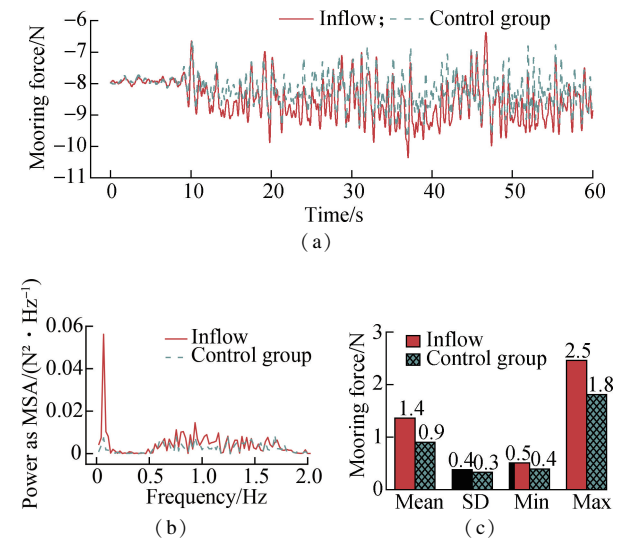 Inflow; Control group
Mooring force/N
−6
−7
−8
−9
−10
−11
0 10 20 30 40 50 60
Time/s
(a)
Power as MSA/(N²·Hz⁻¹)
0.06
0.04
0.02
0
Inflow
Control group
0 0.5 1.0 1.5 2.0
Frequency/Hz
(b)
Mooring force/N
3
2
1
0
Inflow
Control group
1.4 0.9 0.4 0.3 0.5 0.4 2.5 1.8
Mean SD Min Max
(c)